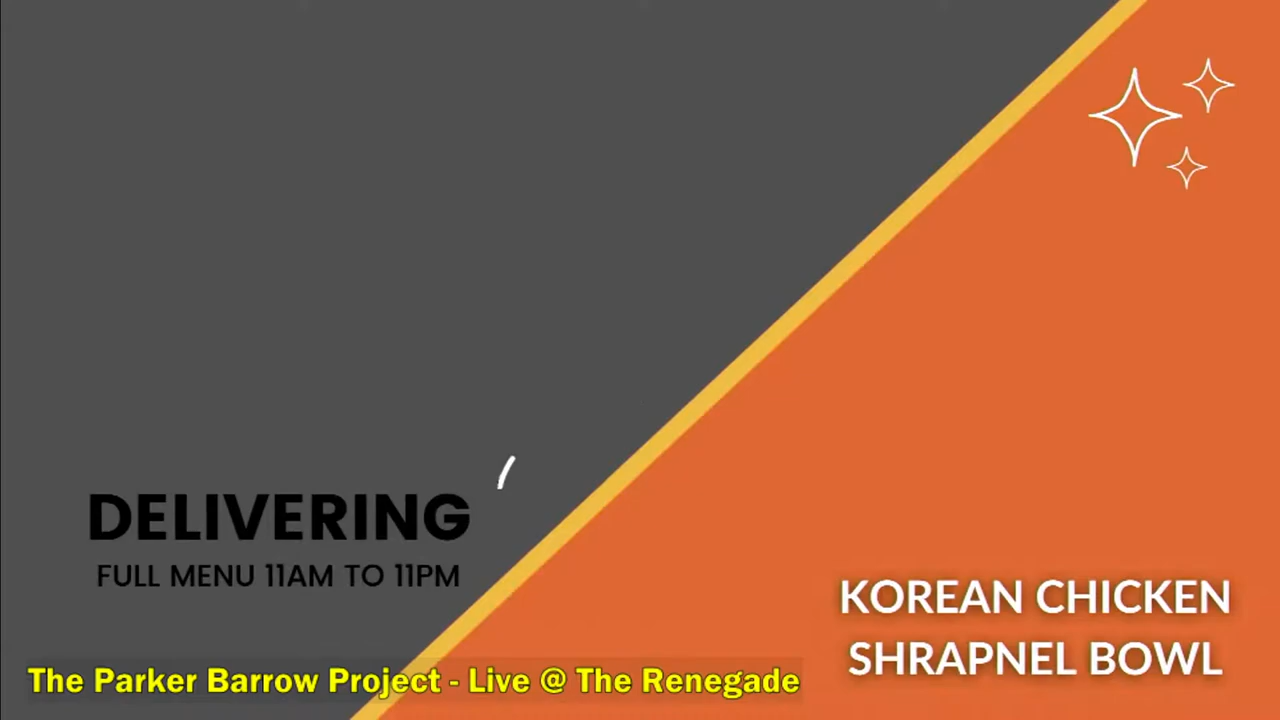 DELIVERING
FULL MENU 11AM TO 11PM
KOREAN CHICKEN
SHRAPNEL BOWL
The Parker Barrow Project - Live @ The Renegade